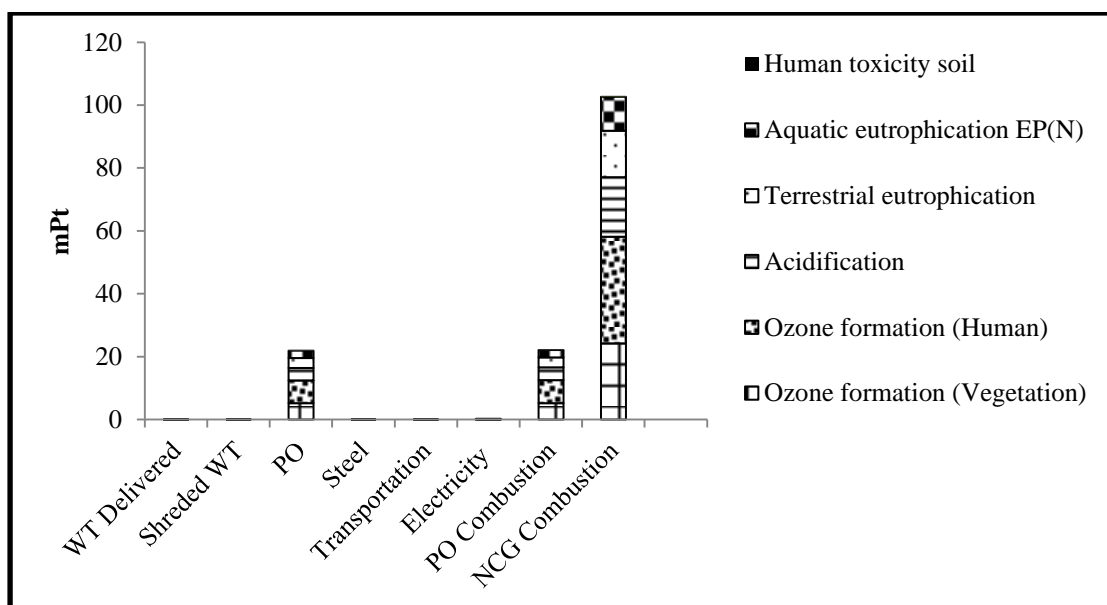 120
100
80
60
40
20
0
mPt
WT Delivered
Shreded WT
PO
Steel
Transportation
Electricity
PO Combustion
NCG Combustion
Human toxicity soil
Aquatic eutrophication EP(N)
Terrestrial eutrophication
Acidification
Ozone formation (Human)
Ozone formation (Vegetation)